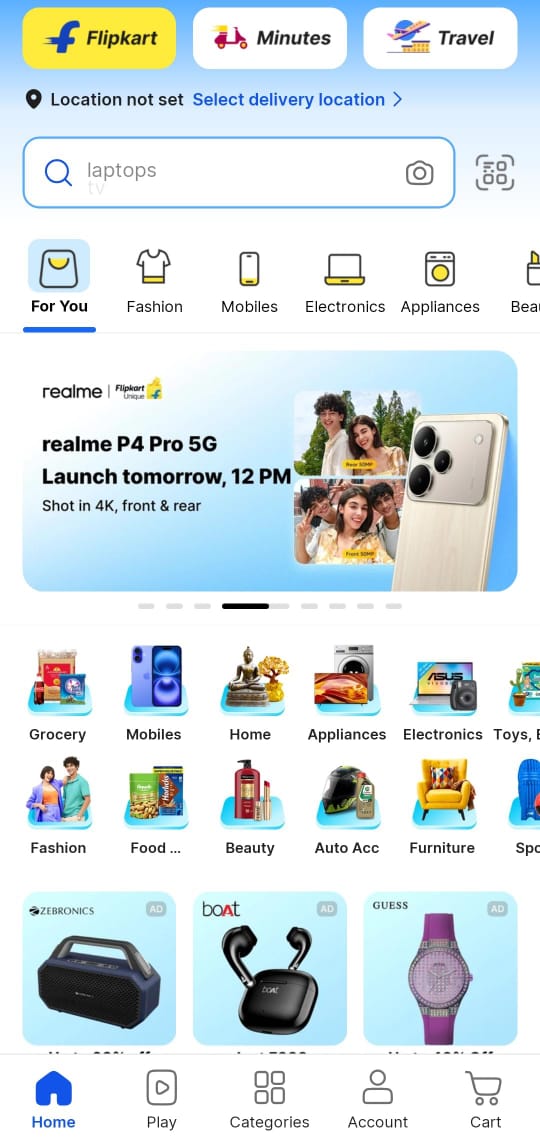 Flipkart
Minutes
Travel
Location not set Select delivery location
laptops
tv
For You
Fashion
Mobiles
Electronics
Appliances
Beau
realme | Flipkart Unique
realme P4 Pro 5G
Launch tomorrow, 12 PM
Shot in 4K, front & rear
Rear 50MP
Front 50MP
Grocery
Mobiles
Home
Appliances
Electronics
Toys, B
ASUS
Fashion
Food ...
Beauty
Auto Acc
Furniture
Spo
ZEBRONICS
AD
boAt
AD
GUESS
AD
Home
Play
Categories
Account
Cart